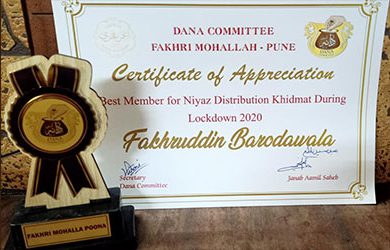 DANA COMMITTEE
FAKHRI MOHALLAH - PUNE
Certificate of Appreciation
Best Member for Niyaz Distribution Khidmat During
Lockdown 2020
Fakhruddin Barodawala
Secretary
Dana Committee
Janab Aamil Saheb
DANA
FAKHRI MOHALLA POONA